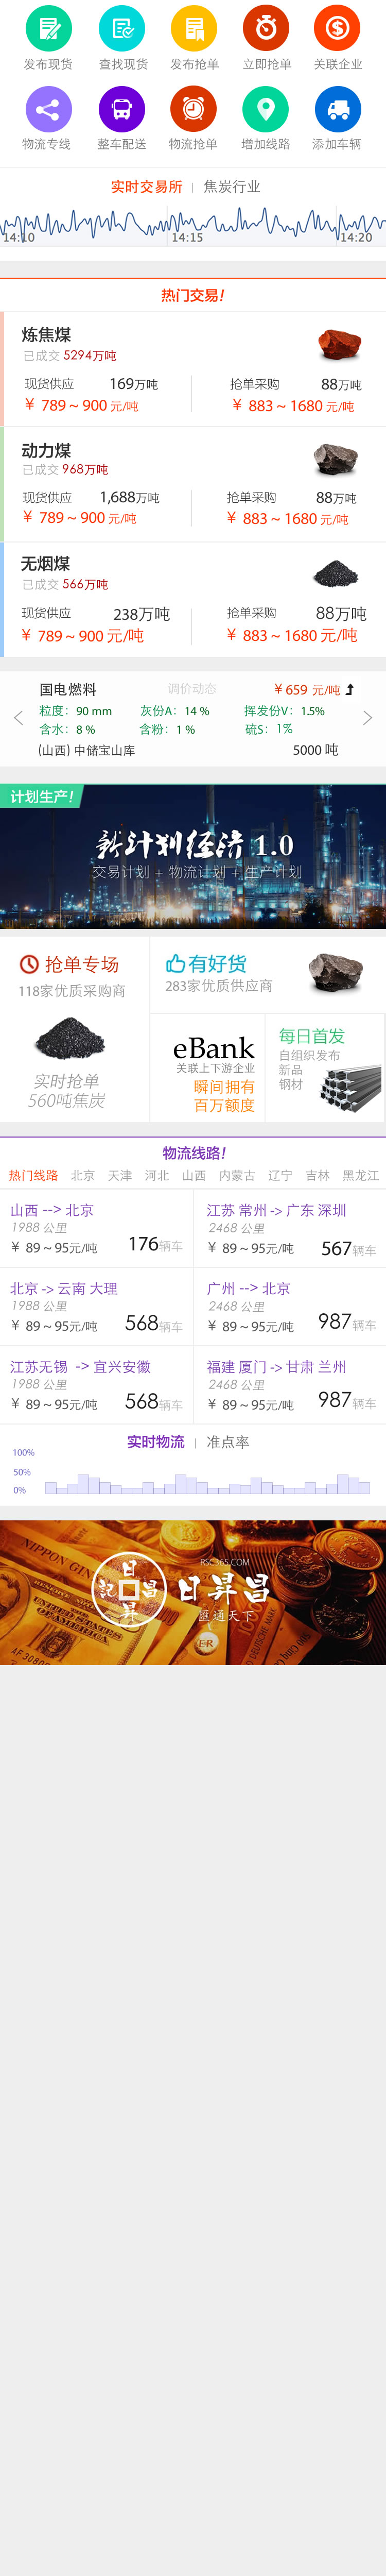 发布现货 查找现货 发布抢单 立即抢单 关联企业
物流专线 整车配送 物流抢单 增加线路 添加车辆
实时交易所 | 焦炭行业
14:10 14:15 14:20
热门交易!
炼焦煤
已成交 5294万吨
现货供应 169万吨 抢单采购 88万吨
¥ 789 ~ 900 元/吨 ¥ 883 ~ 1680 元/吨
动力煤
已成交 968万吨
现货供应 1,688万吨 抢单采购 88万吨
¥ 789 ~ 900 元/吨 ¥ 883 ~ 1680 元/吨
无烟煤
已成交 566万吨
现货供应 238万吨 抢单采购 88万吨
¥ 789 ~ 900 元/吨 ¥ 883 ~ 1680 元/吨
国电燃料 调价动态 ¥ 659 元/吨
粒度: 90 mm 灰份A: 14 % 挥发份V: 1.5%
含水: 8 % 含粉: 1 % 硫S: 1%
(山西) 中储宝山库 5000 吨
计划生产!
新计划经济 1.0
交易计划 + 物流计划 + 生产计划
抢单专场
118家优质采购商
实时抢单
560吨焦炭
有好货
283家优质供应商
eBank
关联上下游企业
瞬间拥有
百万额度
每日首发
自组织发布
新品
钢材
物流线路!
热门线路 北京 天津 河北 山西 内蒙古 辽宁 吉林 黑龙江
山西 --> 北京
1988 公里
¥ 89 ~ 95元/吨 176辆车
江苏 常州 -> 广东 深圳
2468 公里
¥ 89 ~ 95元/吨 567辆车
北京 -> 云南 大理
1988 公里
¥ 89 ~ 95元/吨 568辆车
广州 --> 北京
2468 公里
¥ 89 ~ 95元/吨 987辆车
江苏无锡 -> 宜兴安徽
1988 公里
¥ 89 ~ 95元/吨 568辆车
福建 厦门 -> 甘肃 兰州
2468 公里
¥ 89 ~ 95元/吨 987辆车
实时物流 | 准点率
100%
50%
0%
NIPPON GINKO
RSC365.COM
日昇昌記
日昇昌
匯通天下